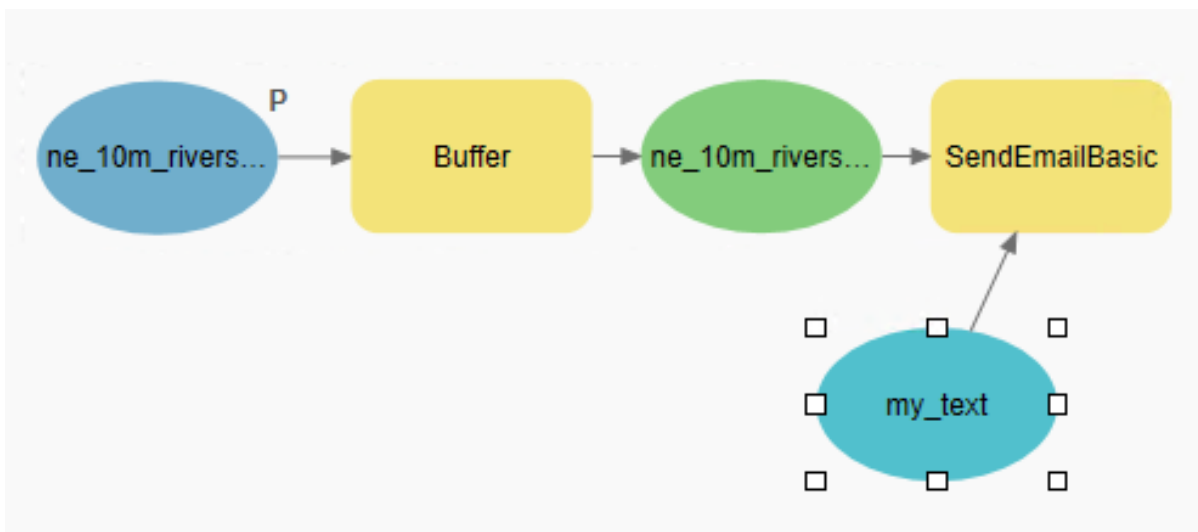 P
ne_10m_rivers...
Buffer
ne_10m_rivers...
SendEmailBasic
my_text